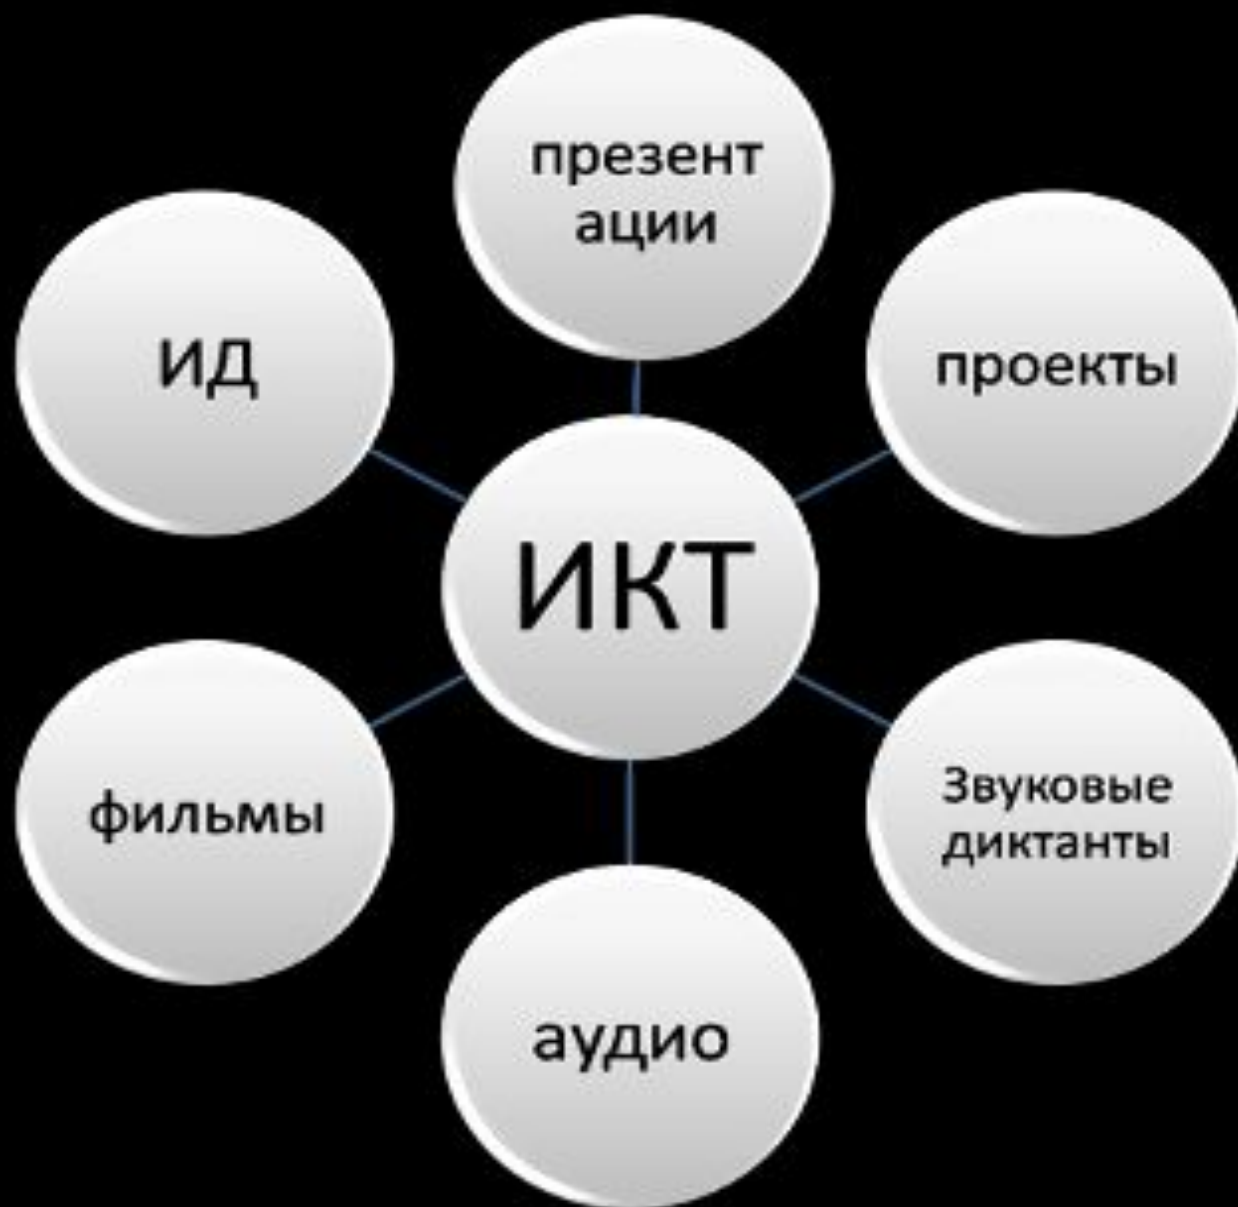 презент
ации
проекты
Звуковые
диктанты
аудио
фильмы
ИД
ИКТ